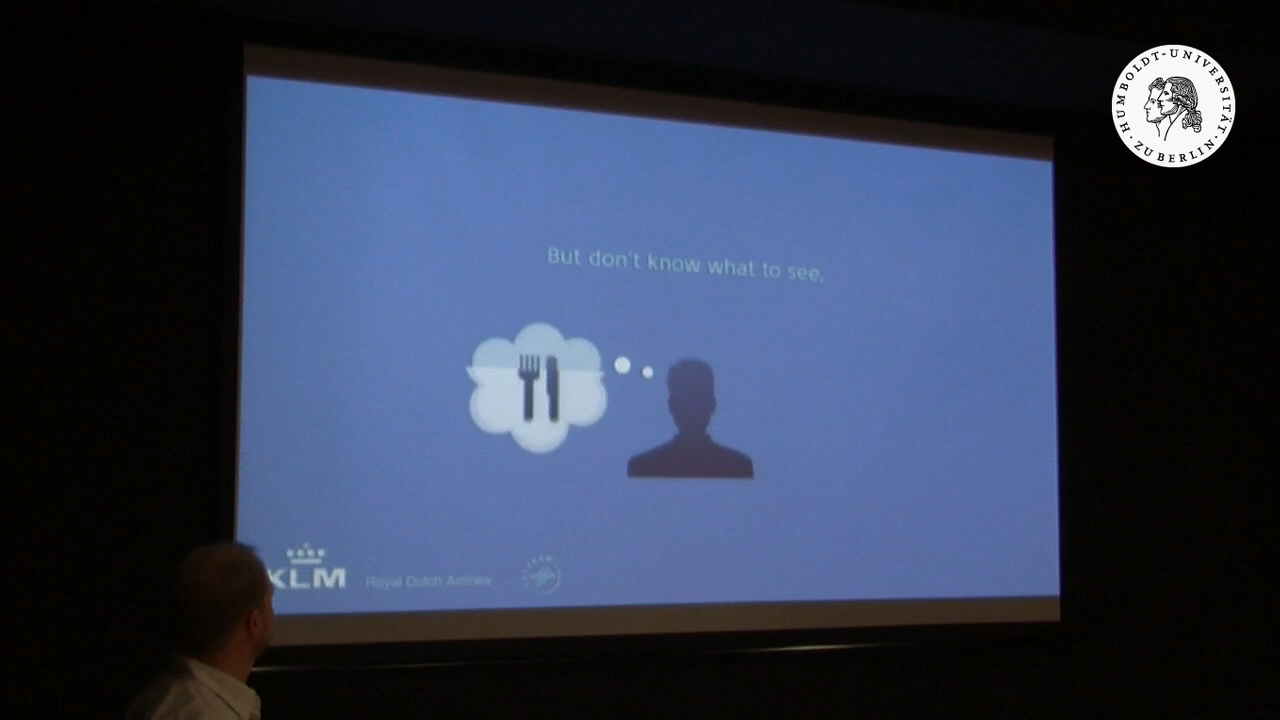 HUMBOLDT-UNIVERSITÄT
ZU BERLIN
But don't know what to see,
KLM
Royal Dutch Airlines